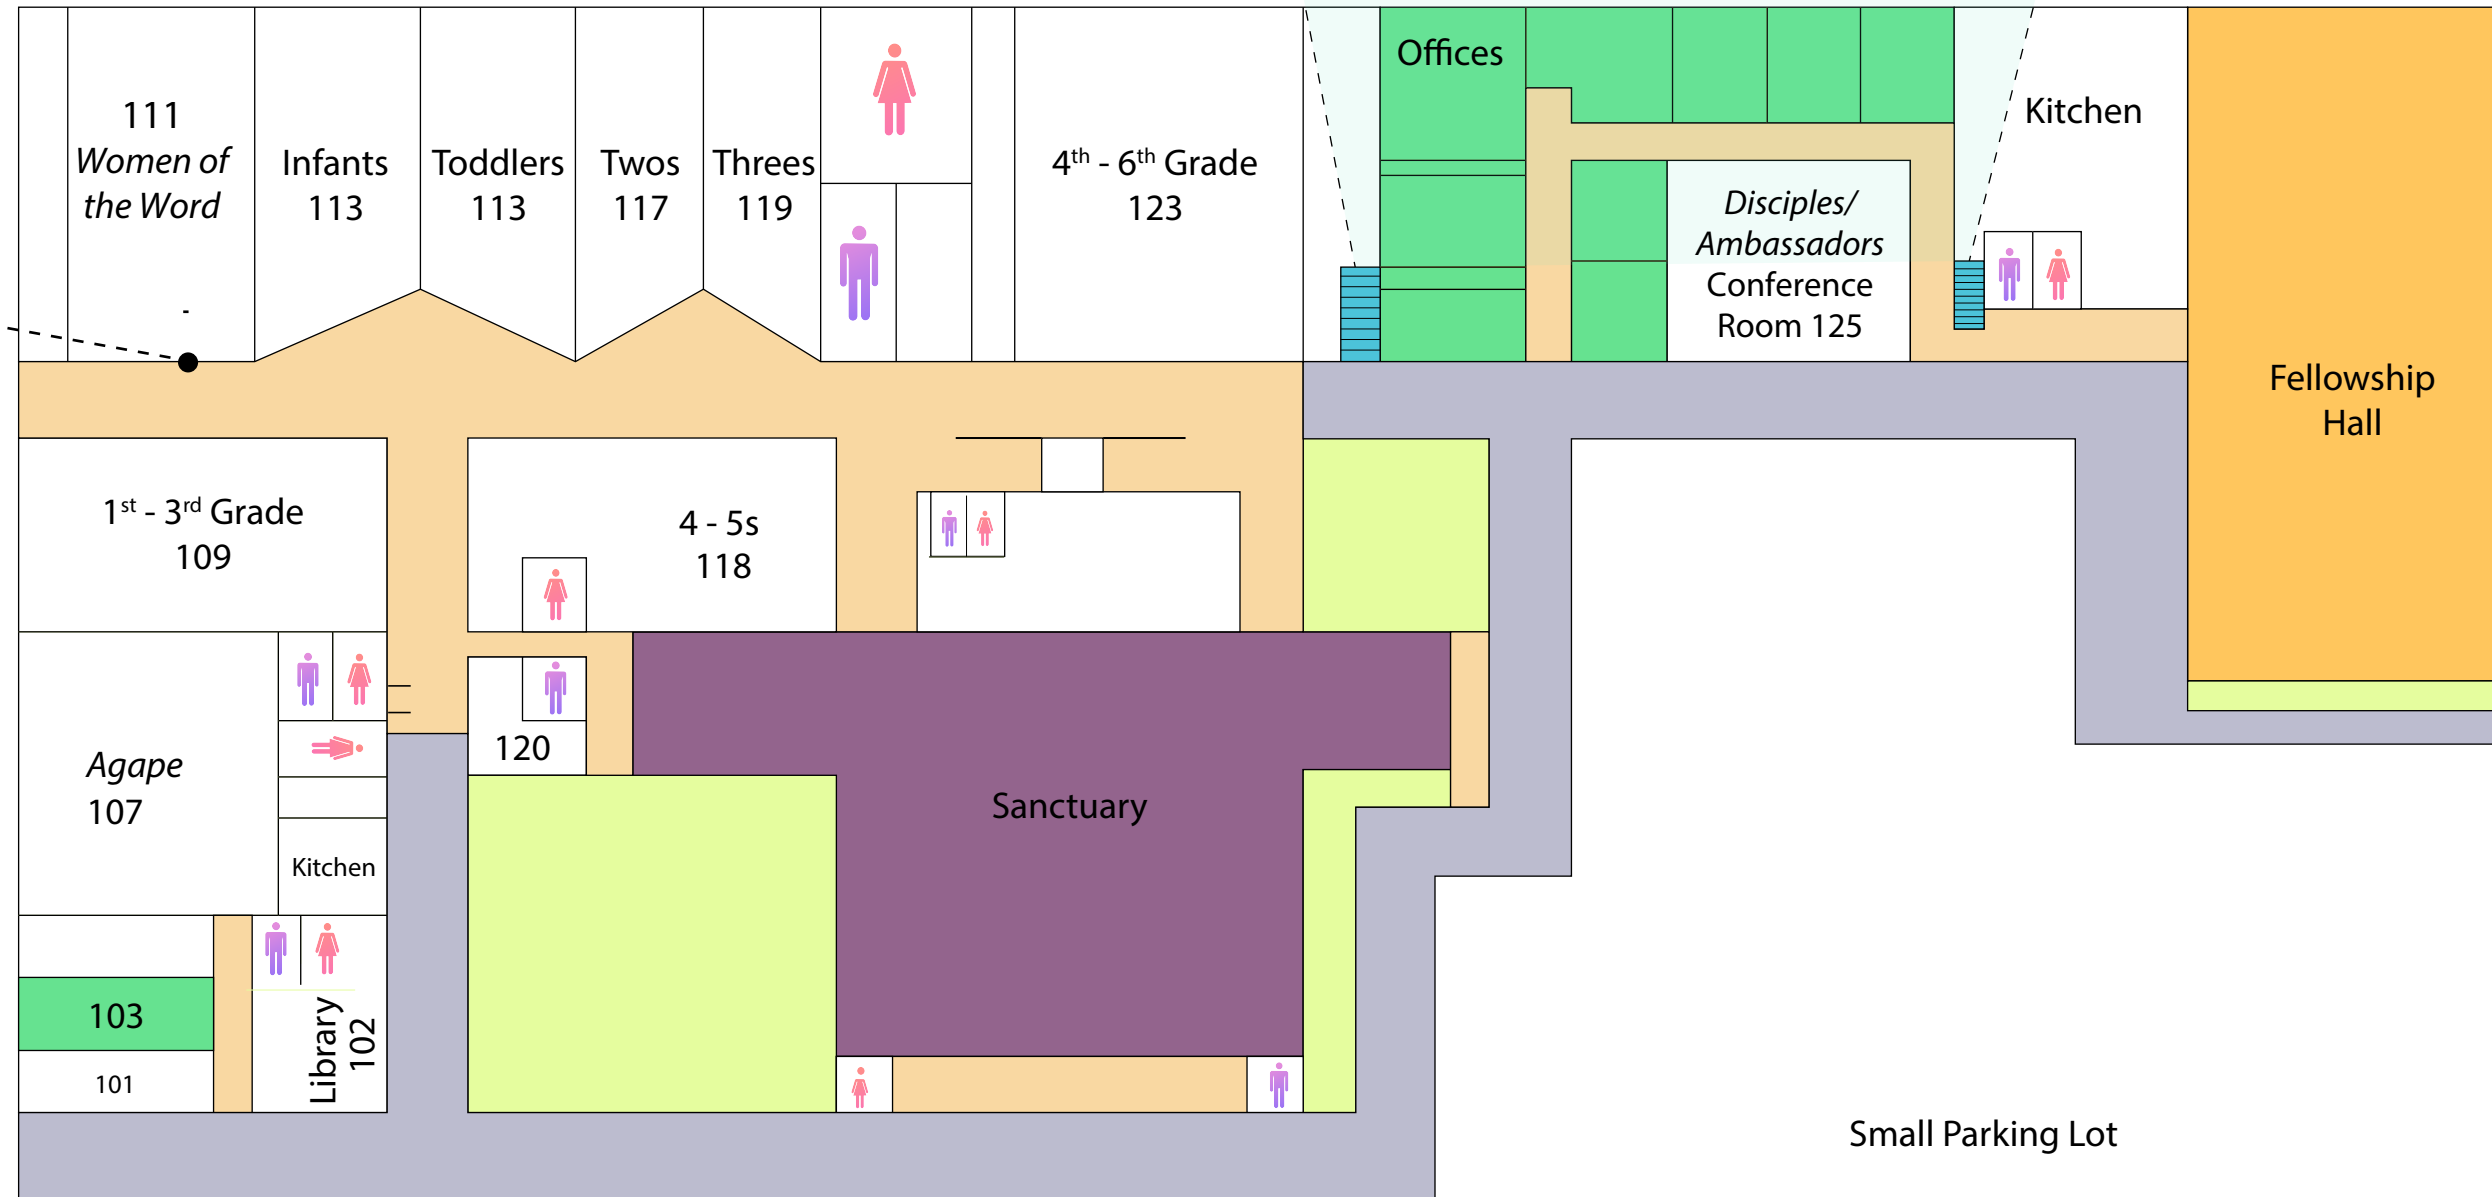 111
Women of
the Word
-
Infants
113
Toddlers
113
Twos
117
Threes
119
4th - 6th Grade
123
Offices
Disciples/
Ambassadors
Conference
Room 125
Kitchen
Fellowship
Hall
1st - 3rd Grade
109
4 - 5s
118
Agape
107
120
Kitchen
Sanctuary
103
101
Library
102
Small Parking Lot